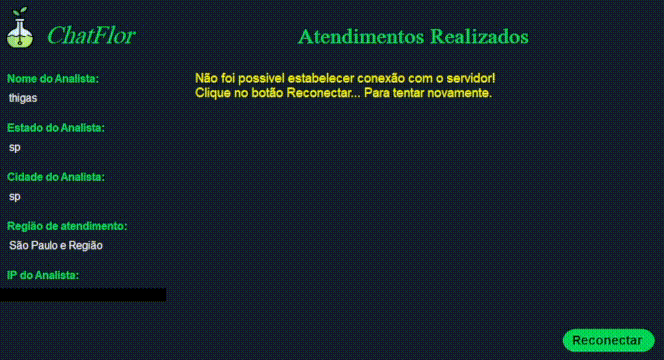 ChatFlor
Atendimentos Realizados
Nome do Analista:
thigas
Estado do Analista:
sp
Cidade do Analista:
sp
Região de atendimento:
São Paulo e Região
IP do Analista:
Não foi possivel estabelecer conexão com o servidor!
Clique no botão Reconectar... Para tentar novamente.
Reconectar